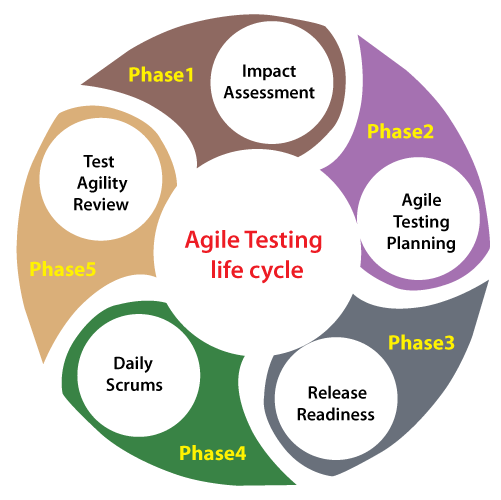 Phase1
Impact
Assessment
Phase2
Agile
Testing
Planning
Phase3
Release
Readiness
Phase4
Daily
Scrums
Phase5
Test
Agility
Review
Agile Testing
life cycle